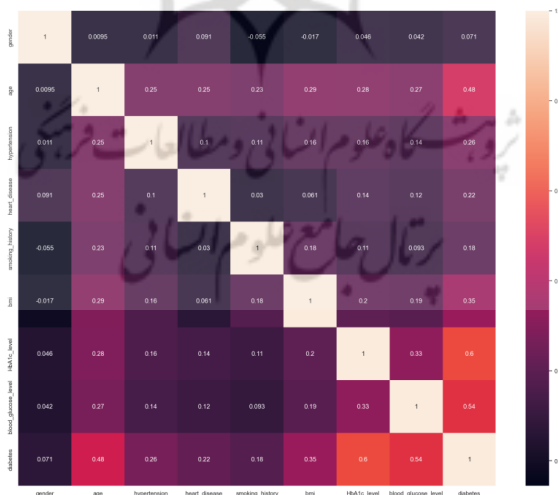 gender 1 0.0095 0.011 0.091 -0.055 -0.017 0.046 0.042 0.071
age 0.0095 1 0.25 0.25 0.23 0.29 0.28 0.27 0.48
hypertension 0.011 0.25 1 0.1 0.11 0.16 0.16 0.14 0.26
heart_disease 0.091 0.25 0.1 1 0.03 0.061 0.14 0.12 0.22
smoking_history -0.055 0.23 0.11 0.03 1 0.18 0.11 0.093 0.18
bmi -0.017 0.29 0.16 0.061 0.18 1 0.2 0.19 0.35
HbA1c_level 0.046 0.28 0.16 0.14 0.11 0.2 1 0.33 0.6
blood_glucose_level 0.042 0.27 0.14 0.12 0.093 0.19 0.33 1 0.54
diabetes 0.071 0.48 0.26 0.22 0.18 0.35 0.6 0.54 1
gender age hypertension heart_disease smoking_history bmi HbA1c_level blood_glucose_level diabetes
پژوهشگاه علوم انسانی و مطالعات فرهنگی
پرتال جامع علوم انسانی